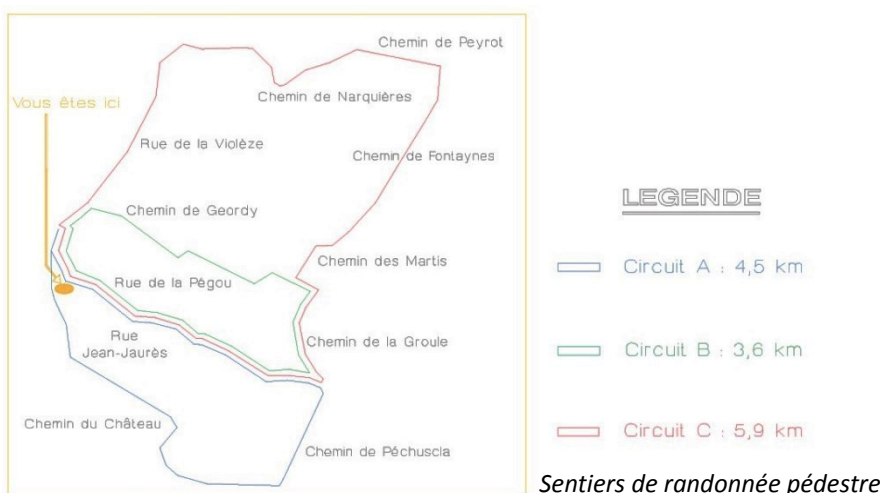 Chemin de Peyrot
Vous êtes ici
Chemin de Narquières
Rue de la Violèze
Chemin de Fontaynes
LEGENDE
Chemin de Geordy
Chemin des Martis
Circuit A : 4,5 km
Rue de la Pégou
Rue
Jean-Jaurès
Chemin de la Groule
Circuit B : 3,6 km
Chemin du Château
Circuit C : 5,9 km
Chemin de Péchuscla
Sentiers de randonnée pédestre